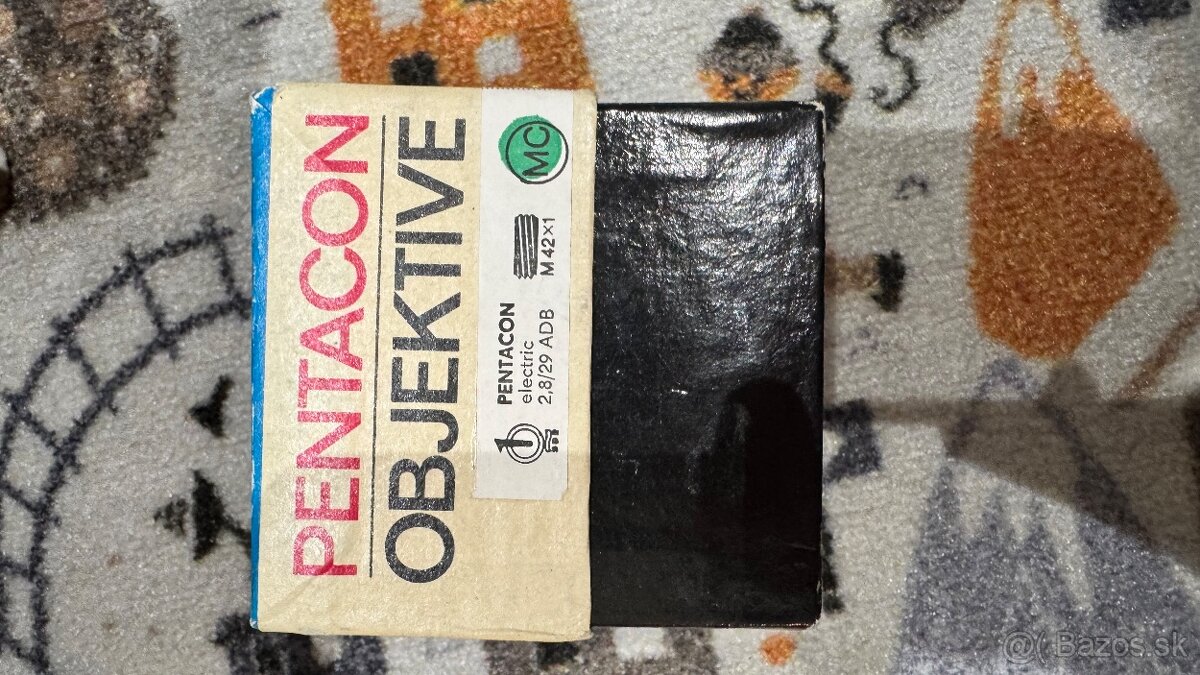 PENTACON
OBJEKTIVE
PENTACON
electric
2,8/29 ADB
M 42×1
MC
@( Bazos.sk